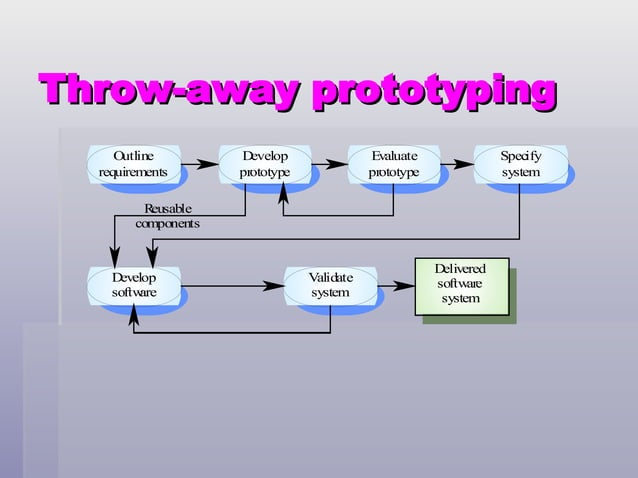 Throw-away prototyping
Outline
requirements
Develop
prototype
Evaluate
prototype
Specify
system
Reusable
components
Develop
software
Validate
system
Delivered
software
system